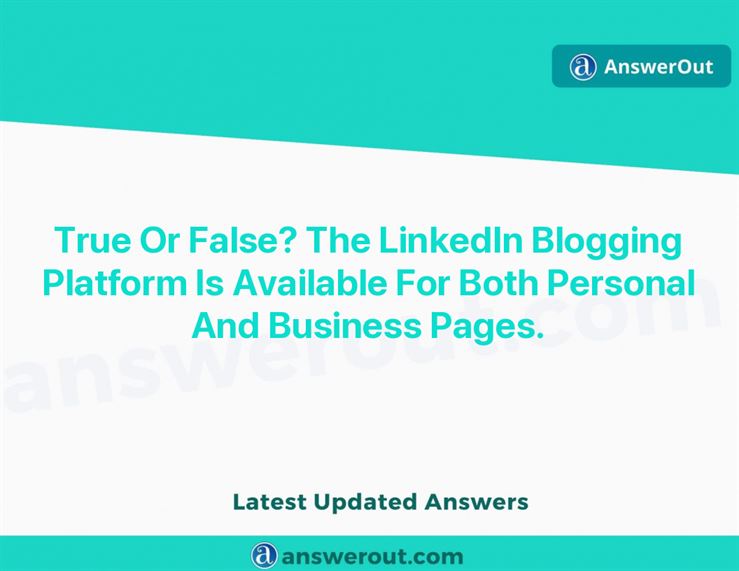 AnswerOut
True Or False? The LinkedIn Blogging
Platform Is Available For Both Personal
And Business Pages.
answerout.com
Latest Updated Answers
answerout.com